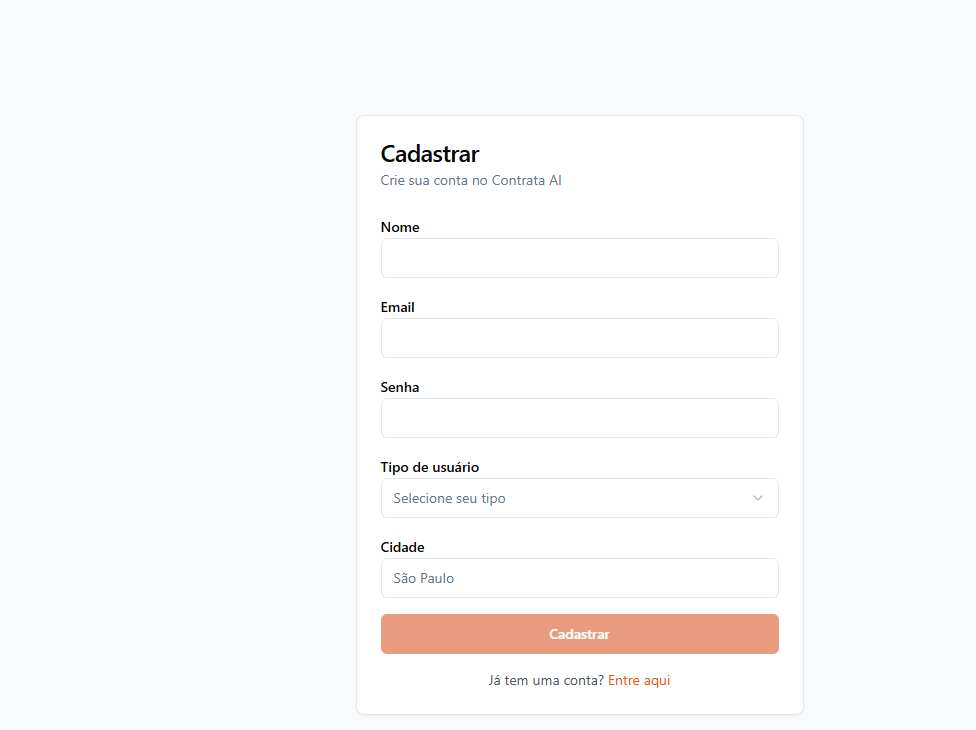 Cadastrar
Crie sua conta no Contrata AI
Nome
Email
Senha
Tipo de usuário
Selecione seu tipo
Cidade
São Paulo
Cadastrar
Já tem uma conta? Entre aqui